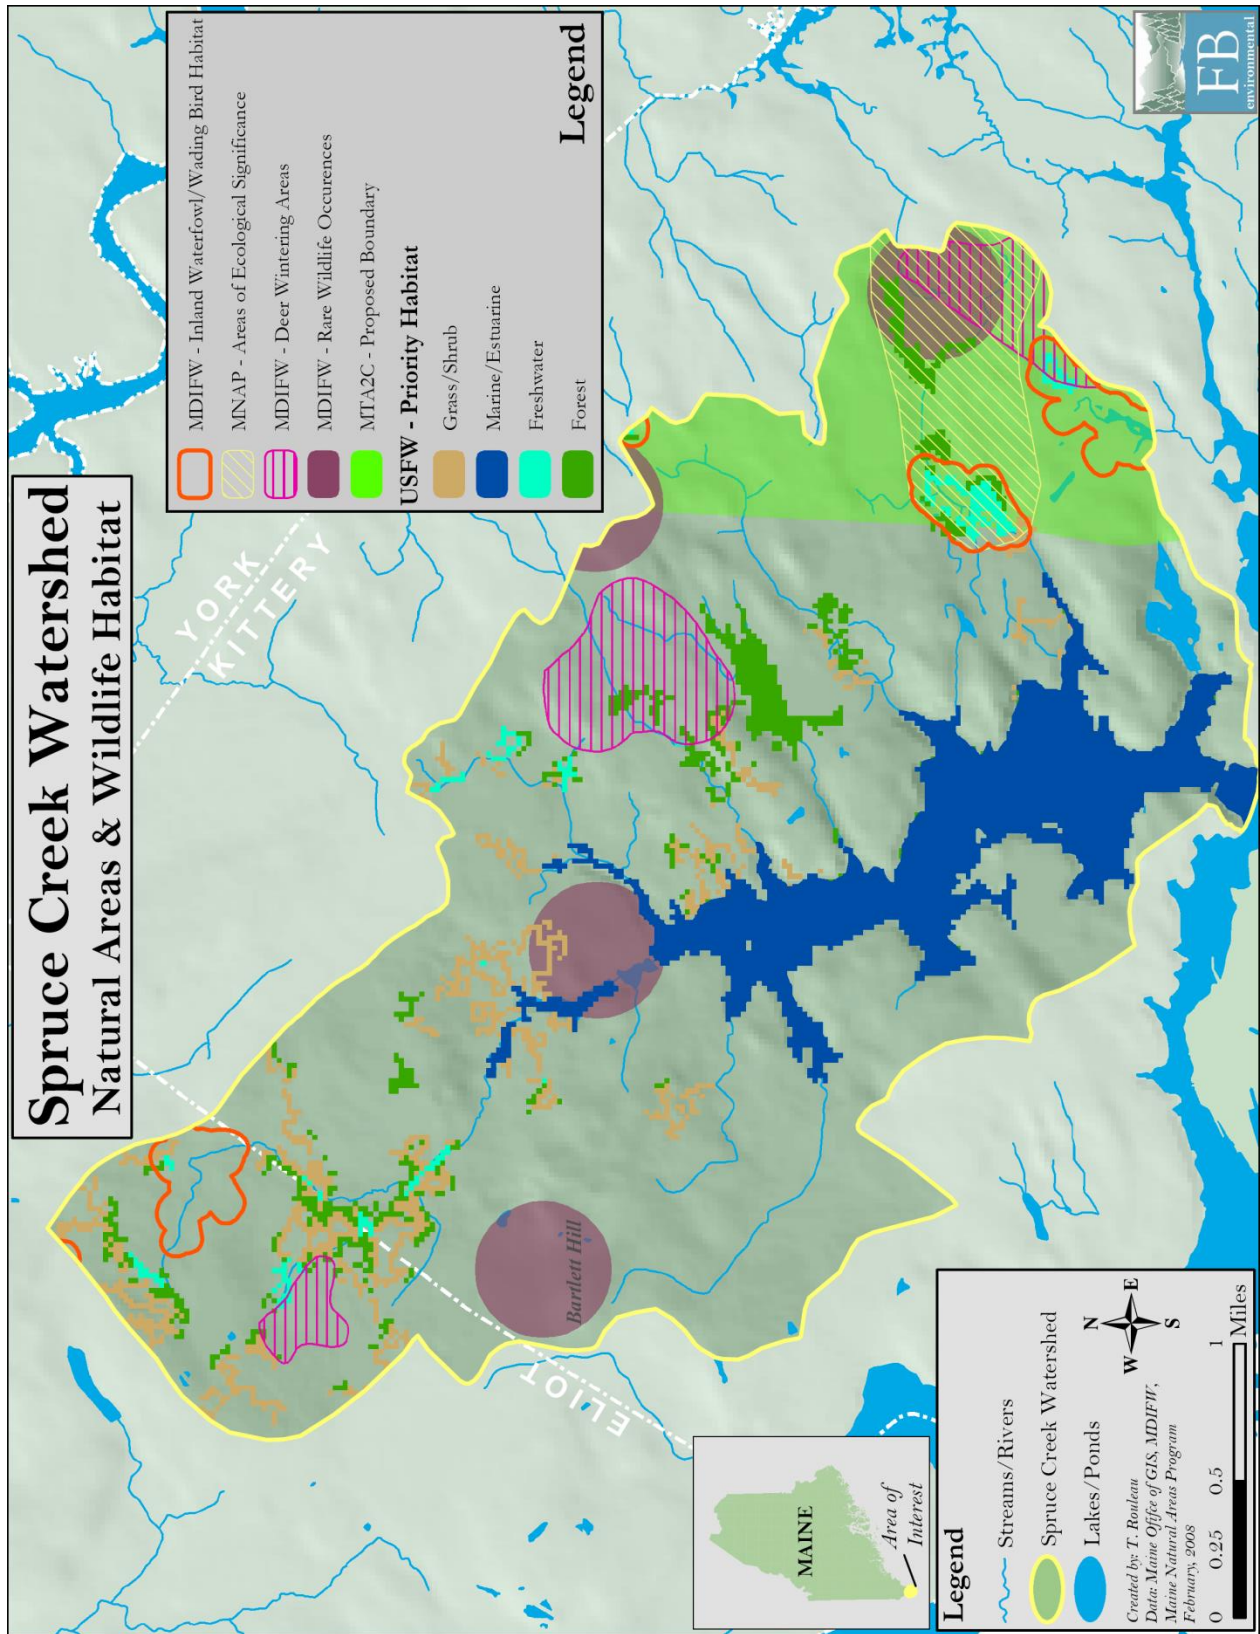 Spruce Creek Watershed
Natural Areas & Wildlife Habitat
YORK
KITTERY
ELIOT
Bartlett Hill
MDIFW - Inland Waterfowl/Wading Bird Habitat
MNAP - Areas of Ecological Significance
MDIFW - Deer Wintering Areas
MDIFW - Rare Wildlife Occurences
MTA2C - Proposed Boundary
USFW - Priority Habitat
Grass/Shrub
Marine/Estuarine
Freshwater
Forest
Legend
MAINE
Area of
Interest
Legend
Streams/Rivers
Spruce Creek Watershed
Lakes/Ponds
Created by: T. Rouleau
Data: Maine Office of GIS, MDIFW,
Maine Natural Areas Program
February, 2008
N
W E
S
0 0.25 0.5 1
Miles
FB
environmental